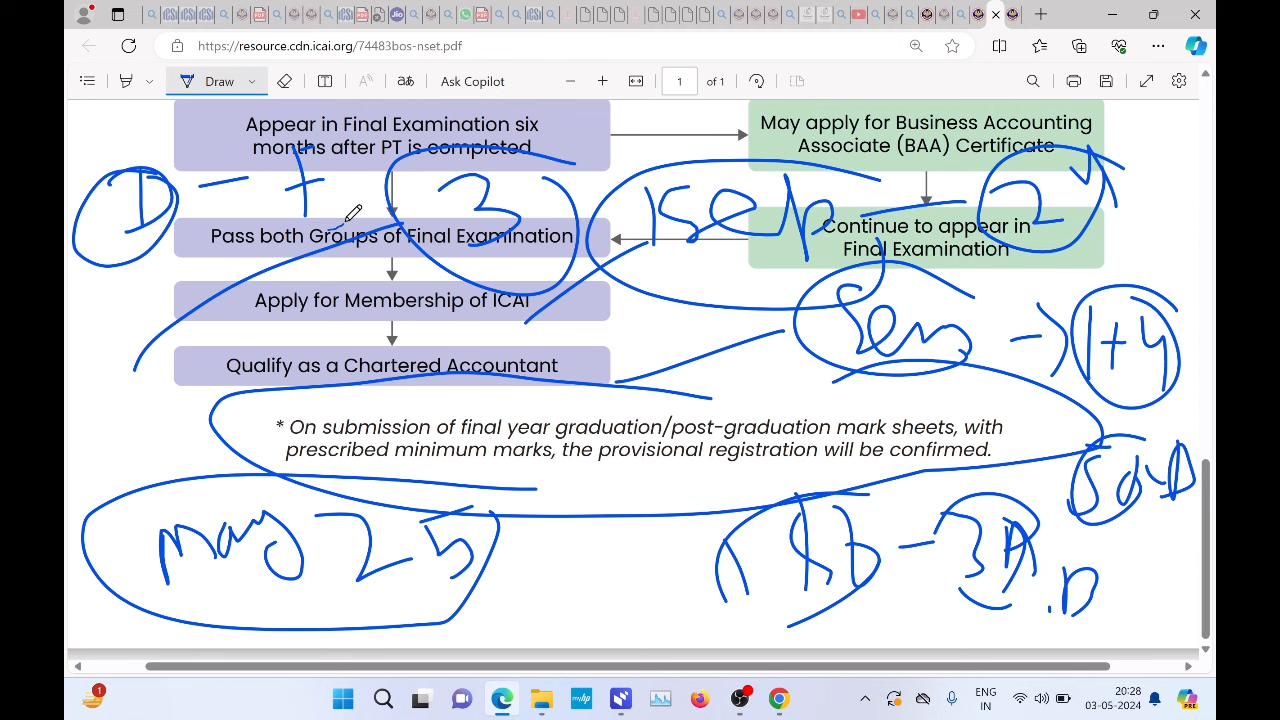 https://resource.cdn.icai.org/74483bos-nset.pdf
Draw
Ask Copilot
1
of 1
Appear in Final Examination six
months after PT is completed
May apply for Business Accounting
Associate (BAA) Certificate
Pass both Groups of Final Examination
Continue to appear in
Final Examination
Apply for Membership of ICAI
Qualify as a Chartered Accountant
* On submission of final year graduation/post-graduation mark sheets, with
prescribed minimum marks, the provisional registration will be confirmed.
I - +
3
1Sep - 2
1+4
May 25
ENG
IN
20:28
03-05-2024